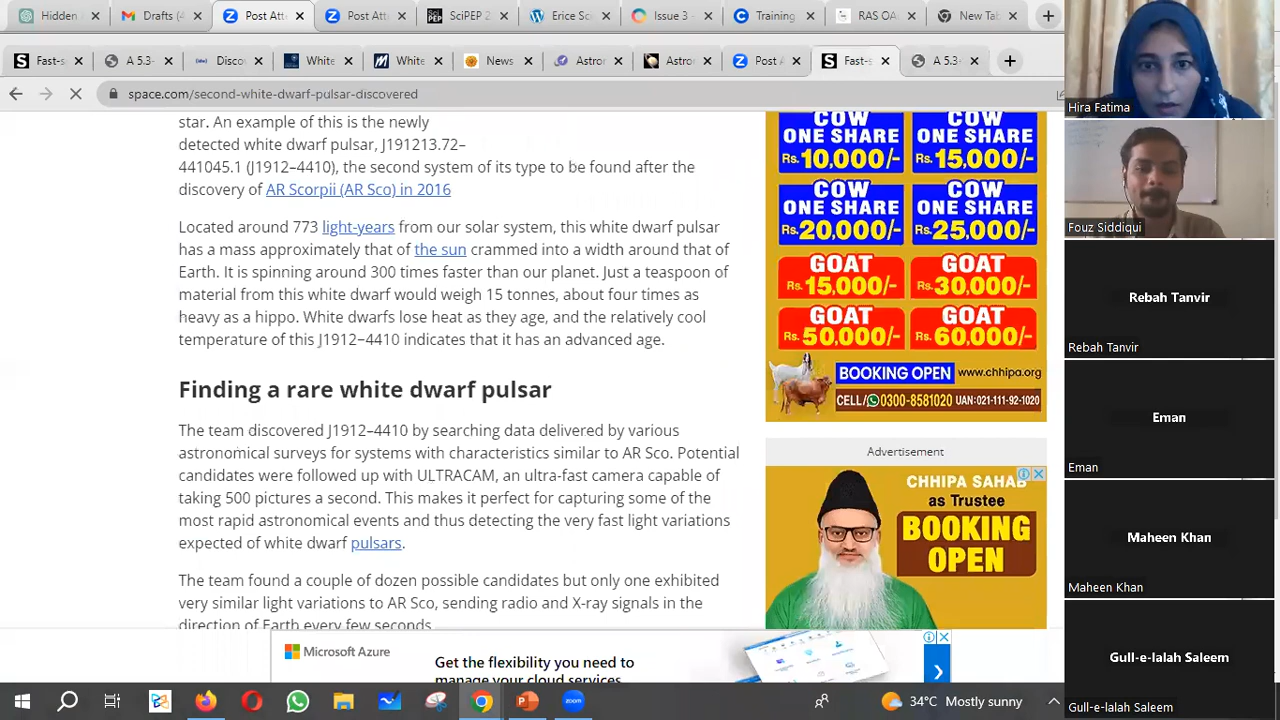 Hidden
Drafts (4
Post Atte
Post Att
SciPEP 2
Erice Sc
Issue 3 -
Training
RAS OA
New Tab
Fast-s
A 5.3-
Disco
White
White
News
Astro
Astro
Post A
Fast-s
A 5.3-
space.com/second-white-dwarf-pulsar-discovered
star. An example of this is the newly
detected white dwarf pulsar, J191213.72–
441045.1 (J1912–4410), the second system of its type to be found after the
discovery of AR Scorpii (AR Sco) in 2016
Located around 773 light-years from our solar system, this white dwarf pulsar
has a mass approximately that of the sun crammed into a width around that of
Earth. It is spinning around 300 times faster than our planet. Just a teaspoon of
material from this white dwarf would weigh 15 tonnes, about four times as
heavy as a hippo. White dwarfs lose heat as they age, and the relatively cool
temperature of this J1912−4410 indicates that it has an advanced age.
Finding a rare white dwarf pulsar
The team discovered J1912–4410 by searching data delivered by various
astronomical surveys for systems with characteristics similar to AR Sco. Potential
candidates were followed up with ULTRACAM, an ultra-fast camera capable of
taking 500 pictures a second. This makes it perfect for capturing some of the
most rapid astronomical events and thus detecting the very fast light variations
expected of white dwarf pulsars.
The team found a couple of dozen possible candidates but only one exhibited
very similar light variations to AR Sco, sending radio and X-ray signals in the
direction of Earth every few seconds
COW
ONE SHARE
Rs.10,000/-
COW
ONE SHARE
Rs.15,000/-
COW
ONE SHARE
Rs.20,000/-
COW
ONE SHARE
Rs.25,000/-
GOAT
Rs.15,000/-
GOAT
Rs.30,000/-
GOAT
Rs.50,000/-
GOAT
Rs.60,000/-
BOOKING OPEN www.chhipa.org
CELL/ 0300-8581020 UAN: 021-111-92-1020
Advertisement
CHHIPA SAHAB
as Trustee
BOOKING
OPEN
Microsoft Azure
Get the flexibility you need to
manage your cloud services
34°C Mostly sunny
Hira Fatima
Fouz Siddiqui
Rebah Tanvir
Rebah Tanvir
Eman
Eman
Maheen Khan
Maheen Khan
Gull-e-lalah Saleem
Gull-e-lalah Saleem